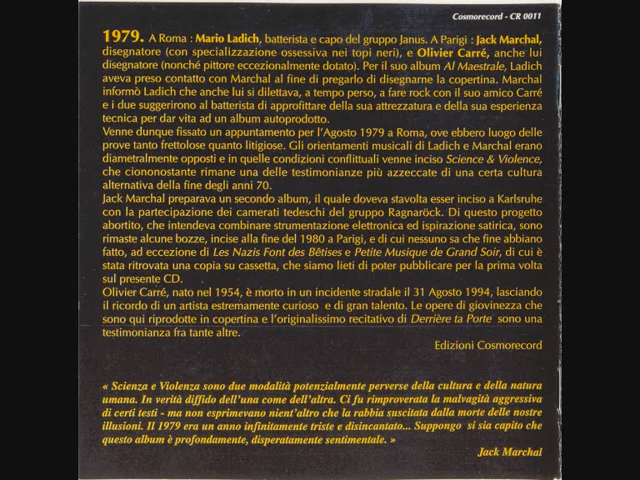 Cosmorecord - CR 0011
1979. A Roma : Mario Ladich, batterista e capo del gruppo Janus. A Parigi : Jack Marchal,
disegnatore (con specializzazione ossessiva nei topi neri), e Olivier Carré, anche lui
disegnatore (nonché pittore eccezionalmente dotato). Per il suo album Al Maestrale, Ladich
aveva preso contatto con Marchal al fine di pregarlo di disegnarne la copertina. Marchal
informò Ladich che anche lui si dilettava, a tempo perso, a fare rock con il suo amico Carré
e i due suggerirono al batterista di approfittare della sua attrezzatura e della sua esperienza
tecnica per dar vita ad un album autoprodotto.
Venne dunque fissato un appuntamento per l'Agosto 1979 a Roma, ove ebbero luogo delle
prove tanto frettolose quanto litigiose. Gli orientamenti musicali di Ladich e Marchal erano
diametralmente opposti e in quelle condizioni conflittuali venne inciso Science & Violence,
che ciononostante rimane una delle testimonianze più azzeccate di una certa cultura
alternativa della fine degli anni 70.
Jack Marchal preparava un secondo album, il quale doveva stavolta esser inciso a Karlsruhe
con la partecipazione dei camerati tedeschi del gruppo Ragnaröck. Di questo progetto
abortito, che intendeva combinare strumentazione elettronica ed ispirazione satirica, sono
rimaste alcune bozze, incise alla fine del 1980 a Parigi, e di cui nessuno sa che fine abbiano
fatto, ad eccezione di Les Nazis Font des Bêtises e Petite Musique de Grand Soir, di cui è
stata ritrovata una copia su cassetta, che siamo lieti di poter pubblicare per la prima volta
sul presente CD.
Olivier Carré, nato nel 1954, è morto in un incidente stradale il 31 Agosto 1994, lasciando
il ricordo di un artista estremamente curioso e di gran talento. Le opere di giovinezza che
sono qui riprodotte in copertina e l'originalissimo recitativo di Derrière ta Porte sono una
testimonianza fra tante altre.
Edizioni Cosmorecord
« Scienza e Violenza sono due modalità potenzialmente perverse della cultura e della natura
umana. In verità diffido dell'una come dell'altra. Ci fu rimproverata la malvagità aggressiva
di certi testi - ma non esprimevano nient'altro che la rabbia suscitata dalla morte delle nostre
illusioni. Il 1979 era un anno infinitamente triste e disincantato... Suppongo si sia capito che
questo album è profondamente, disperatamente sentimentale. »
Jack Marchal